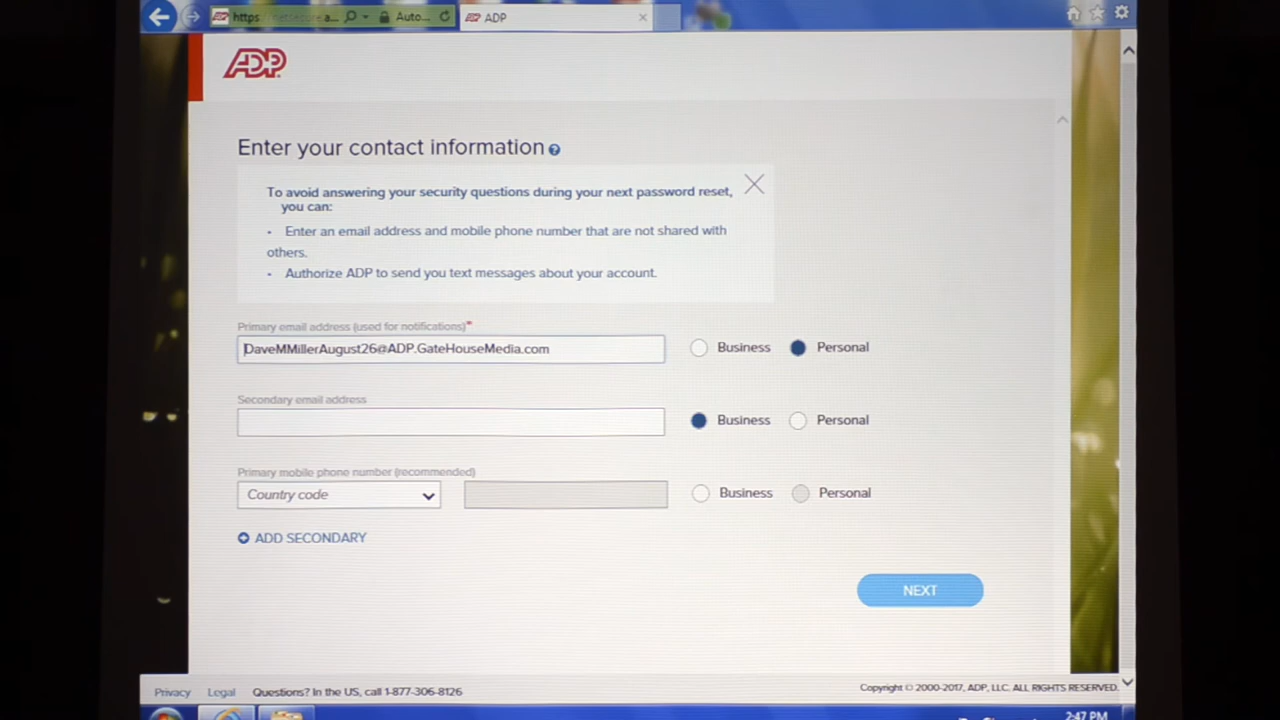 https
Auto...
ADP
ADP
Enter your contact information
To avoid answering your security questions during your next password reset,
you can:
• Enter an email address and mobile phone number that are not shared with
others.
• Authorize ADP to send you text messages about your account.
Primary email address (used for notifications)*
DaveMMillerAugust26@ADP.GateHouseMedia.com
Business
Personal
Secondary email address
Business
Personal
Primary mobile phone number (recommended)
Country code
Business
Personal
ADD SECONDARY
NEXT
Privacy Legal Questions? In the US, call 1-877-306-8126
Copyright © 2000-2017, ADP, LLC, ALL RIGHTS RESERVED.
2:47 PM